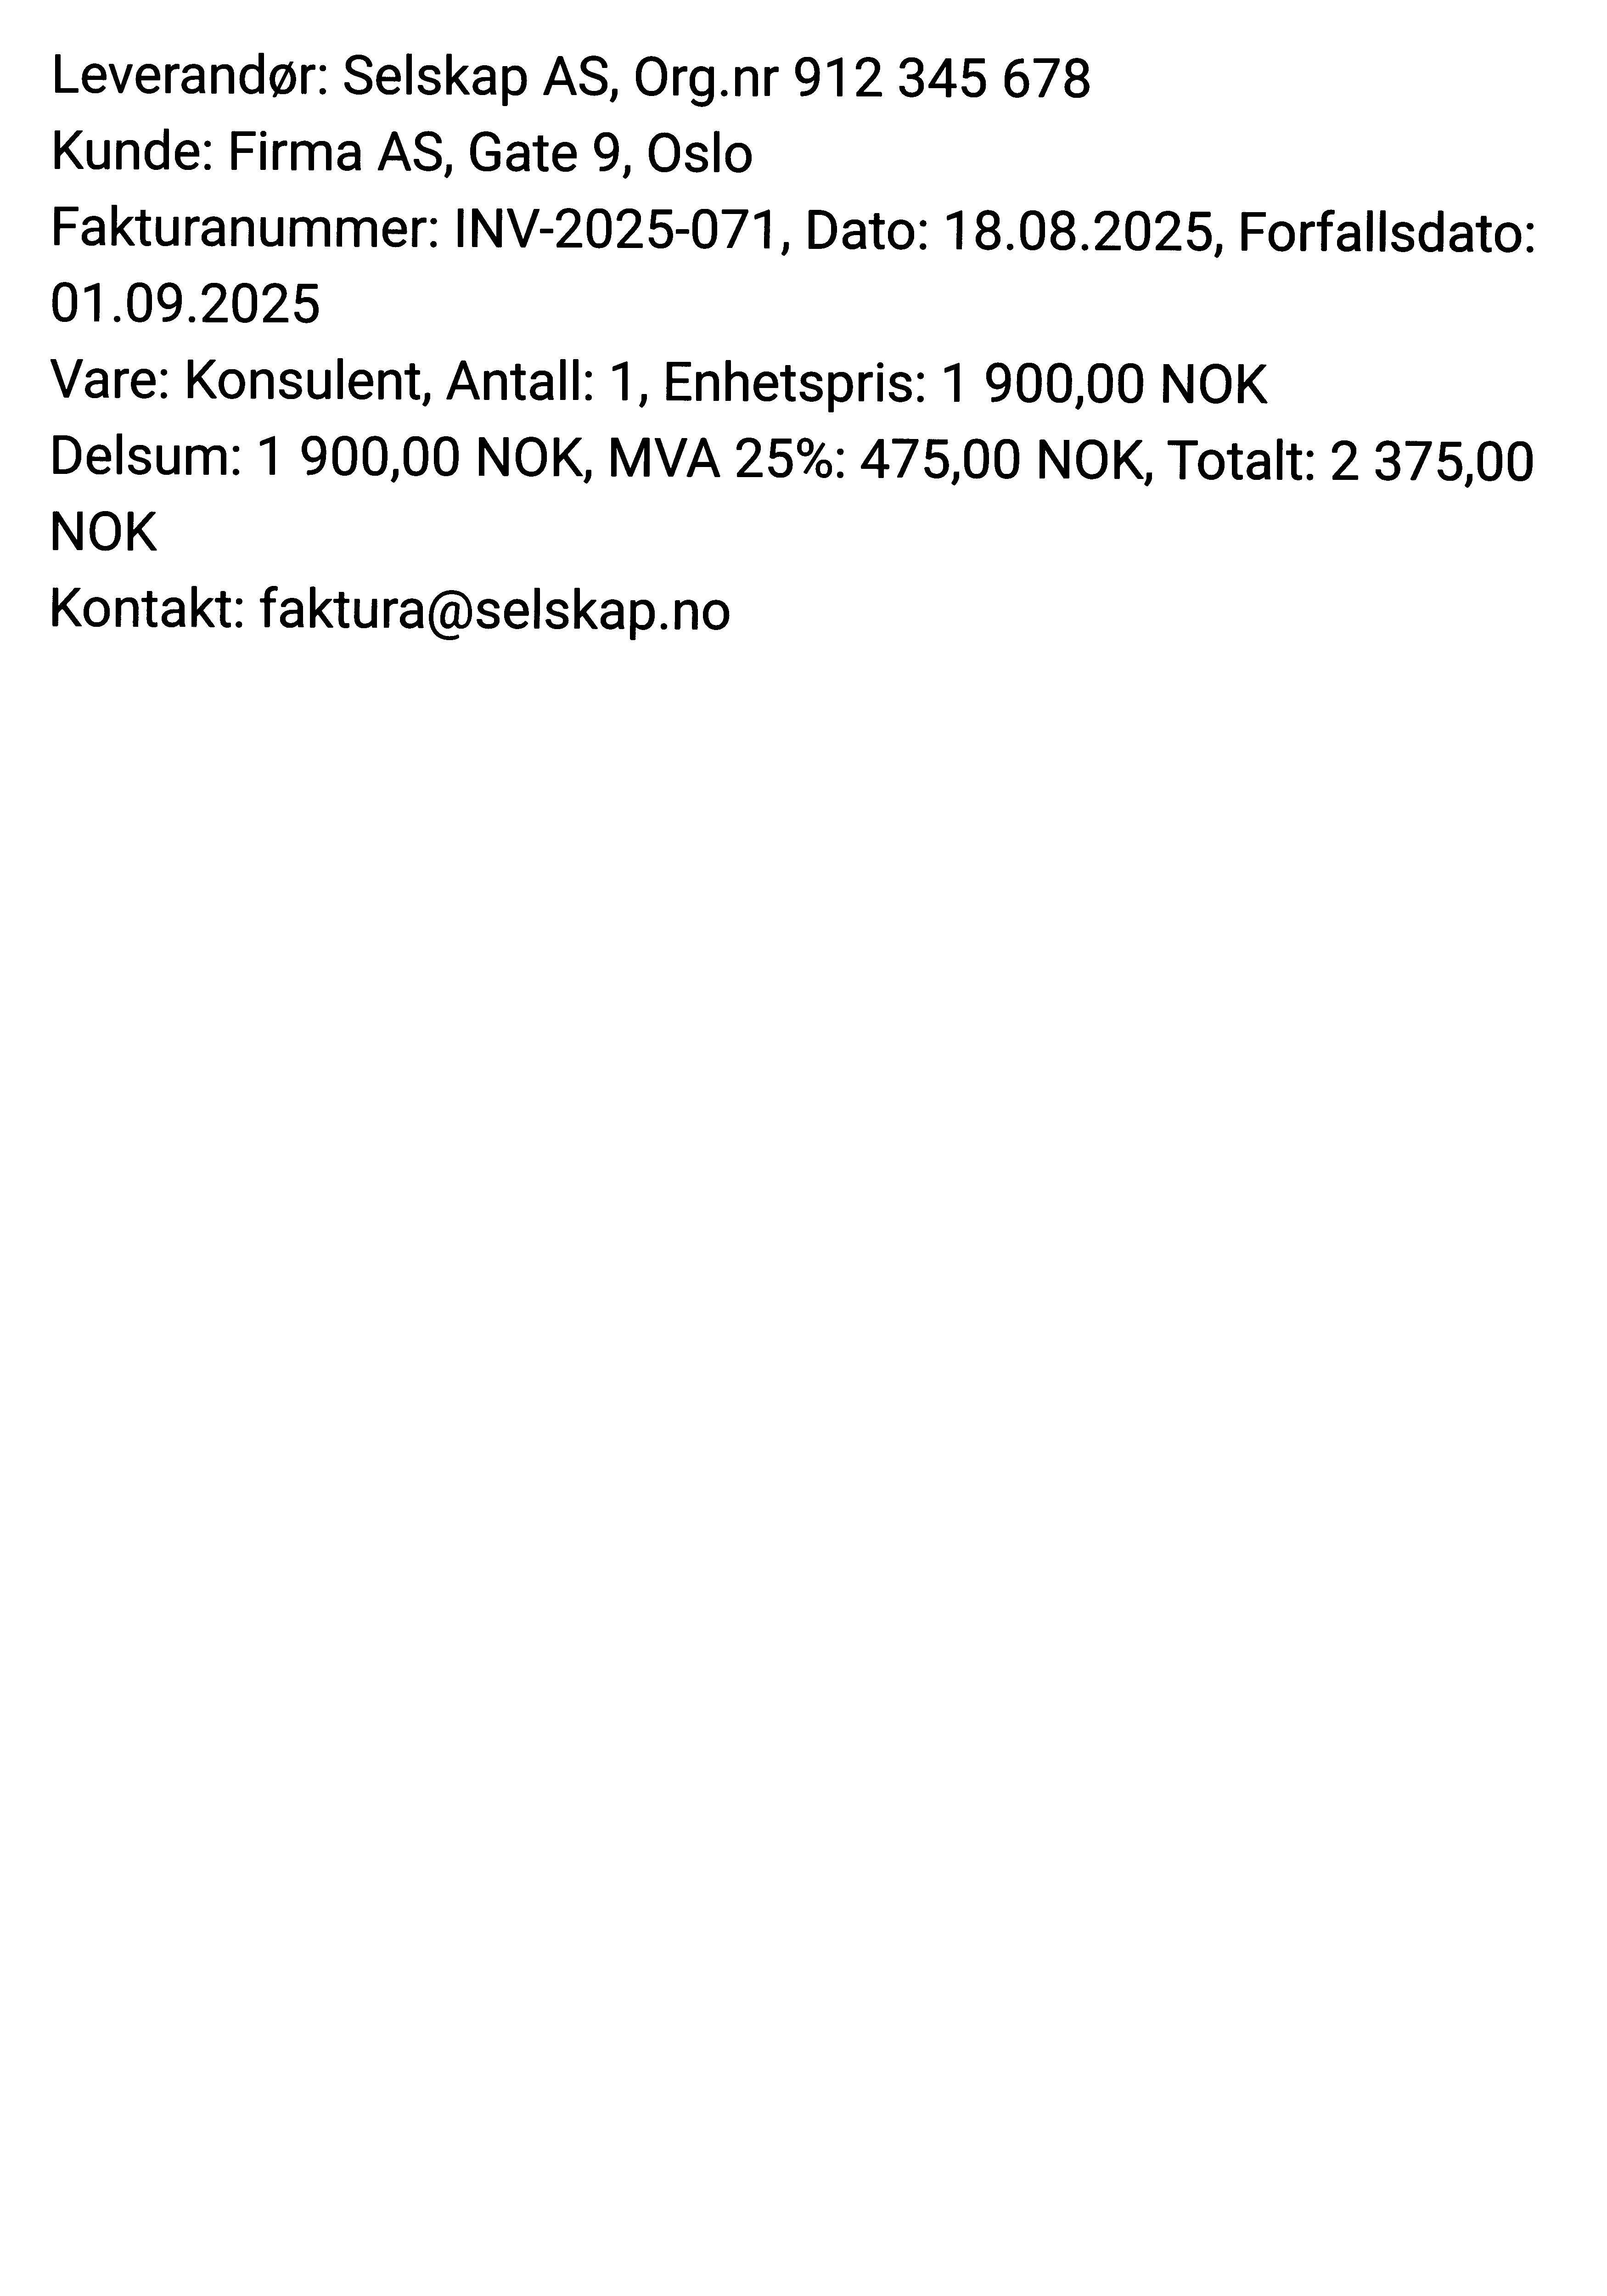 Leverandør: Selskap AS, Org.nr 912 345 678
Kunde: Firma AS, Gate 9, Oslo
Fakturanummer: INV-2025-071, Dato: 18.08.2025, Forfallsdato:
01.09.2025
Vare: Konsulent, Antall: 1, Enhetspris: 1 900,00 NOK
Delsum: 1 900,00 NOK, MVA 25%: 475,00 NOK, Totalt: 2 375,00
NOK
Kontakt: faktura@selskap.no